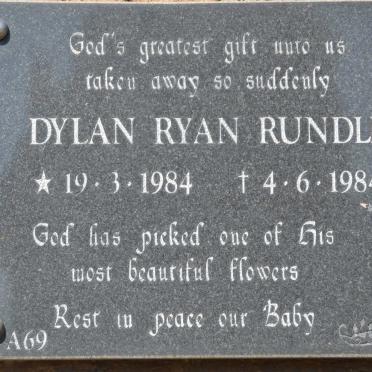 God's greatest gift unto us
taken away so suddenly
DYLAN RYAN RUNDL
★ 19·3·1984 † 4·6·1984
God has picked one of His
most beautiful flowers
Rest in peace our Baby
A69